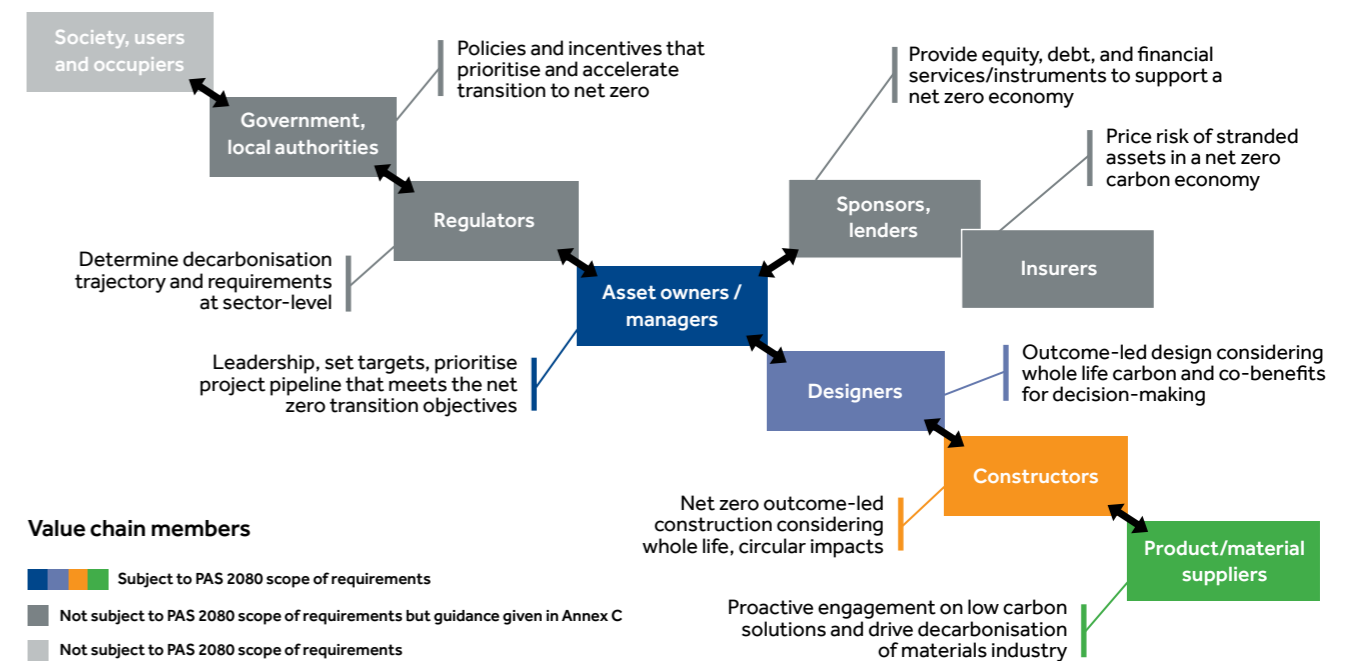 Society, users
and occupiers
Policies and incentives that
prioritise and accelerate
transition to net zero
Provide equity, debt, and financial
services/instruments to support a
net zero economy
Government,
local authorities
Price risk of stranded
assets in a net zero
carbon economy
Regulators
Sponsors,
lenders
Insurers
Determine decarbonisation
trajectory and requirements
at sector-level
Asset owners /
managers
Leadership, set targets, prioritise
project pipeline that meets the net
zero transition objectives
Designers
Outcome-led design considering
whole life carbon and co-benefits
for decision-making
Constructors
Net zero outcome-led
construction considering
whole life, circular impacts
Product/material
suppliers
Proactive engagement on low carbon
solutions and drive decarbonisation
of materials industry
Value chain members
Subject to PAS 2080 scope of requirements
Not subject to PAS 2080 scope of requirements but guidance given in Annex C
Not subject to PAS 2080 scope of requirements